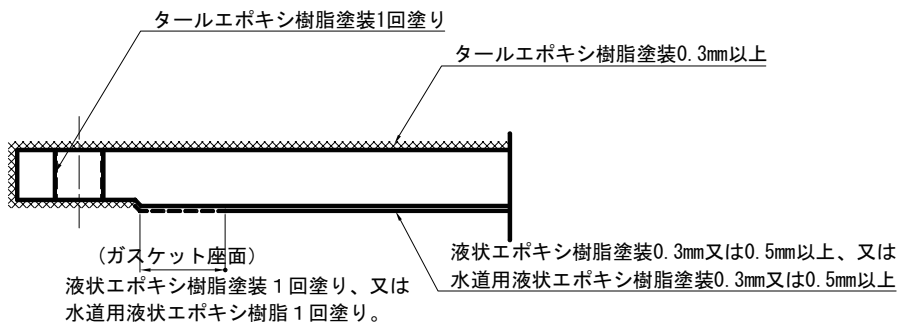 タールエポキシ樹脂塗装1回塗り
タールエポキシ樹脂塗装0.3mm以上
(ガスケット座面)
液状エポキシ樹脂塗装１回塗り、又は
水道用液状エポキシ樹脂１回塗り。
液状エポキシ樹脂塗装0.3mm又は0.5mm以上、又は
水道用液状エポキシ樹脂塗装0.3mm又は0.5mm以上